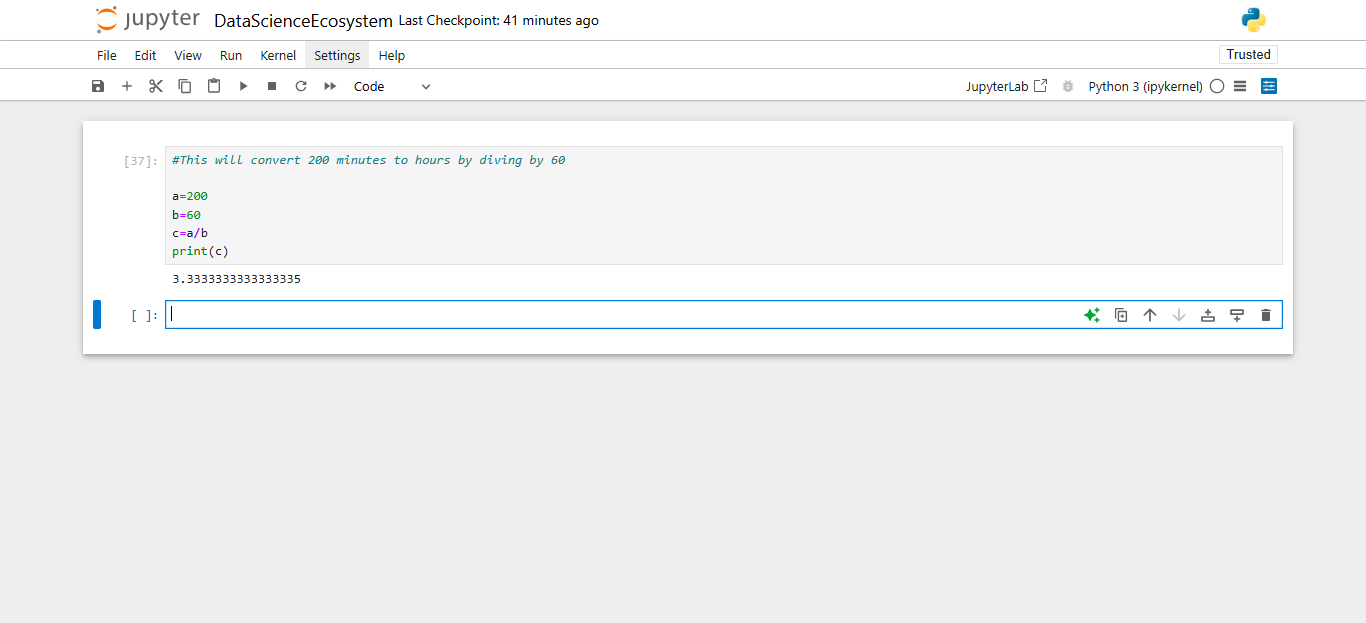 jupyter DataScienceEcosystem Last Checkpoint: 41 minutes ago
File Edit View Run Kernel Settings Help Trusted
Code JupyterLab Python 3 (ipykernel)
[37]: #This will convert 200 minutes to hours by diving by 60
a=200
b=60
c=a/b
print(c)
3.3333333333333335
[ ]: